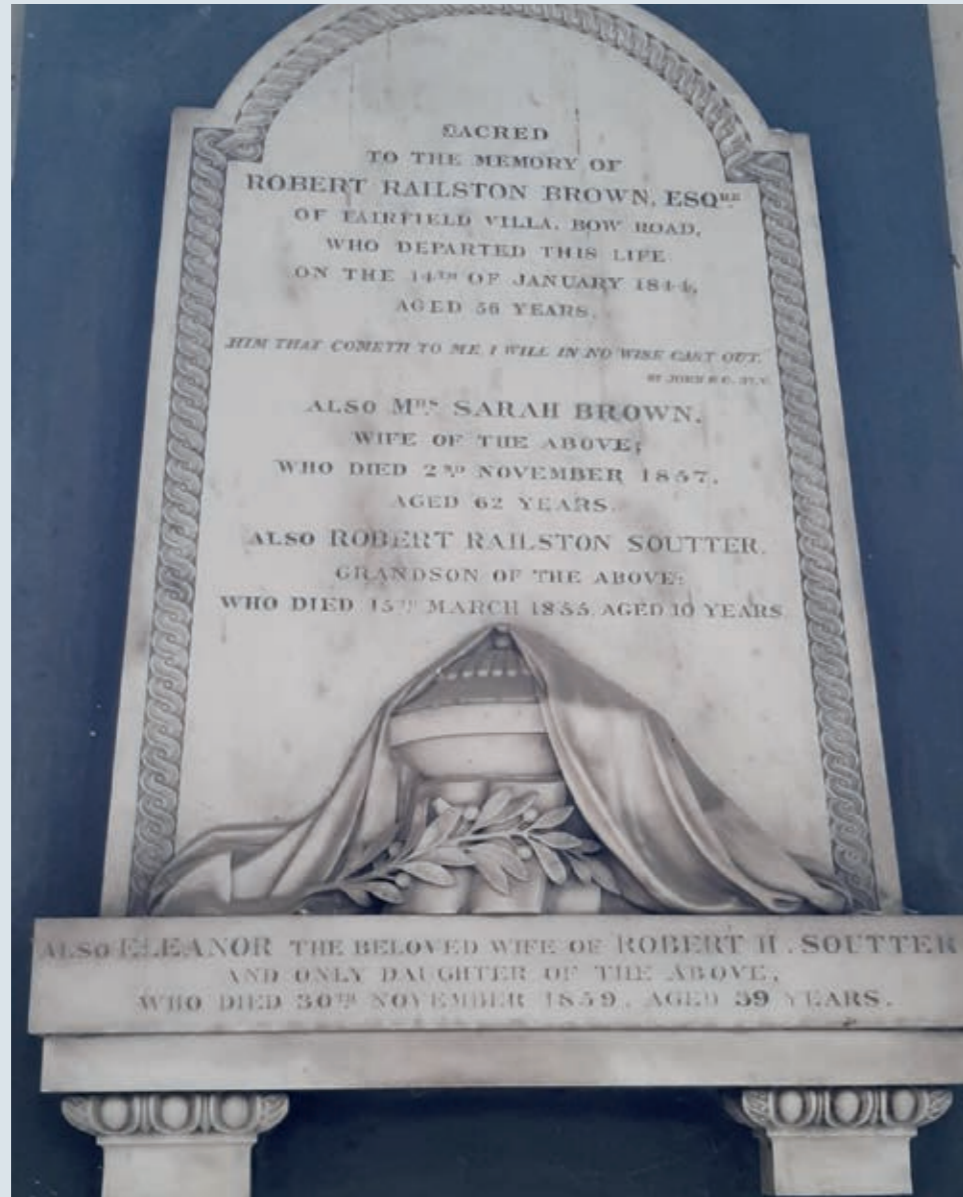 SACRED
TO THE MEMORY OF
ROBERT RAILSTON BROWN, ESQRE
OF FAIRFIELD VILLA, BOW ROAD,
WHO DEPARTED THIS LIFE
ON THE 14TH OF JANUARY 1844,
AGED 56 YEARS.
HIM THAT COMETH TO ME I WILL IN NO WISE CAST OUT.
ST JOHN 6 C. 37 V.
ALSO MRS SARAH BROWN,
WIFE OF THE ABOVE;
WHO DIED 2ND NOVEMBER 1857,
AGED 62 YEARS.
ALSO ROBERT RAILSTON SOUTTER,
GRANDSON OF THE ABOVE;
WHO DIED 15TH MARCH 1855, AGED 10 YEARS.
ALSO ELEANOR THE BELOVED WIFE OF ROBERT H. SOUTTER
AND ONLY DAUGHTER OF THE ABOVE,
WHO DIED 30TH NOVEMBER 1859, AGED 39 YEARS.